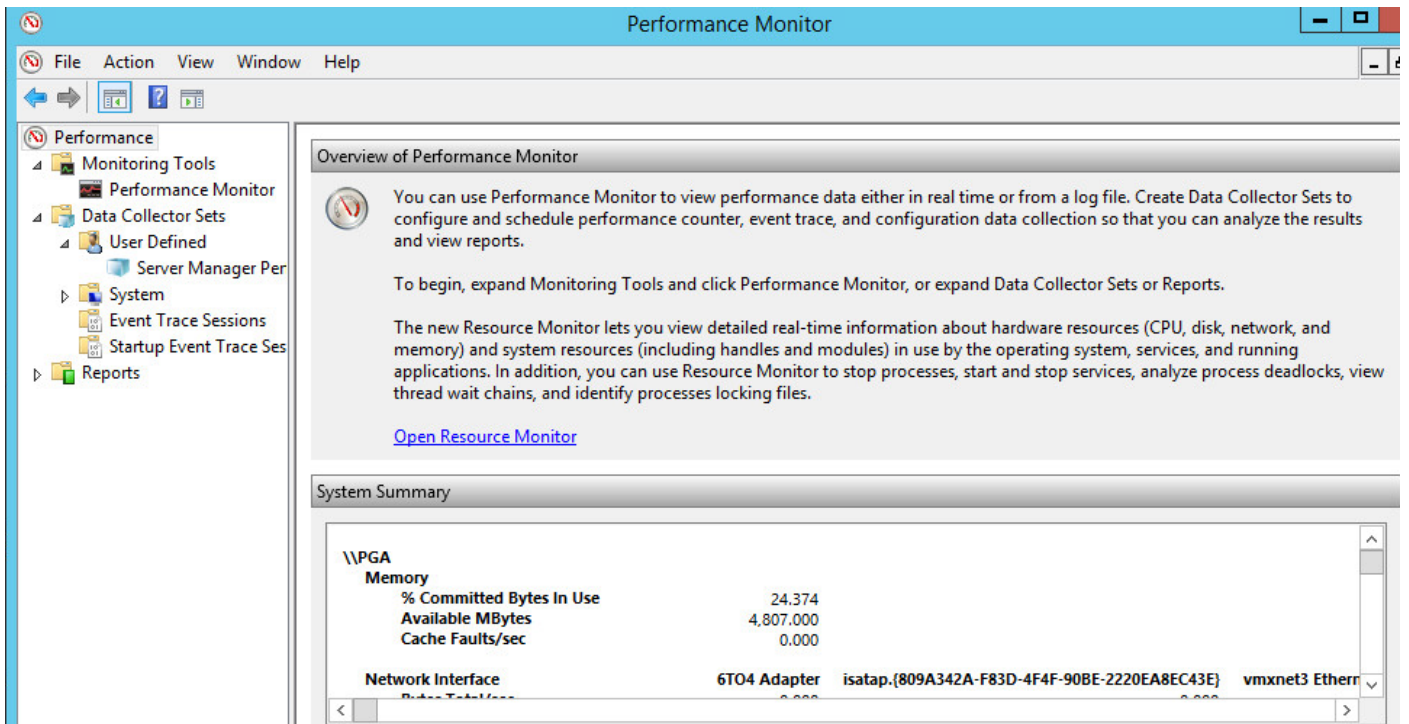 Performance Monitor
File Action View Window Help
Performance
Monitoring Tools
Performance Monitor
Data Collector Sets
User Defined
Server Manager Per
System
Event Trace Sessions
Startup Event Trace Ses
Reports
Overview of Performance Monitor
You can use Performance Monitor to view performance data either in real time or from a log file. Create Data Collector Sets to
configure and schedule performance counter, event trace, and configuration data collection so that you can analyze the results
and view reports.
To begin, expand Monitoring Tools and click Performance Monitor, or expand Data Collector Sets or Reports.
The new Resource Monitor lets you view detailed real-time information about hardware resources (CPU, disk, network, and
memory) and system resources (including handles and modules) in use by the operating system, services, and running
applications. In addition, you can use Resource Monitor to stop processes, start and stop services, analyze process deadlocks, view
thread wait chains, and identify processes locking files.
Open Resource Monitor
System Summary
\\PGA
Memory
% Committed Bytes In Use 24.374
Available MBytes 4,807.000
Cache Faults/sec 0.000
Network Interface 6TO4 Adapter isatap.{809A342A-F83D-4F4F-90BE-2220EA8EC43E} vmxnet3 Ethern